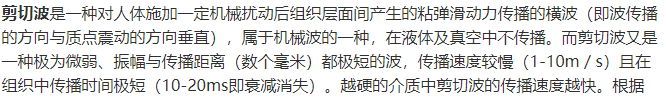 剪切波是一种对人体施加一定机械扰动后组织层面间产生的粘弹滑动力传播的横波（即波传播
的方向与质点震动的方向垂直），属于机械波的一种，在液体及真空中不传播。而剪切波又是
一种极为微弱、振幅与传播距离（数个毫米）都极短的波，传播速度较慢（1-10m / s）且在
组织中传播时间极短（10-20ms即衰减消失）。越硬的介质中剪切波的传播速度越快。根据